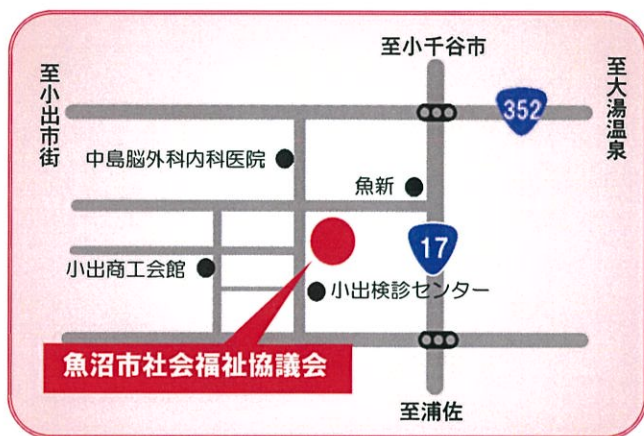 至小千谷市
至小出市街
至大湯温泉
352
中島脳外科内科医院
魚新
17
小出商工会館
小出検診センター
魚沼市社会福祉協議会
至浦佐